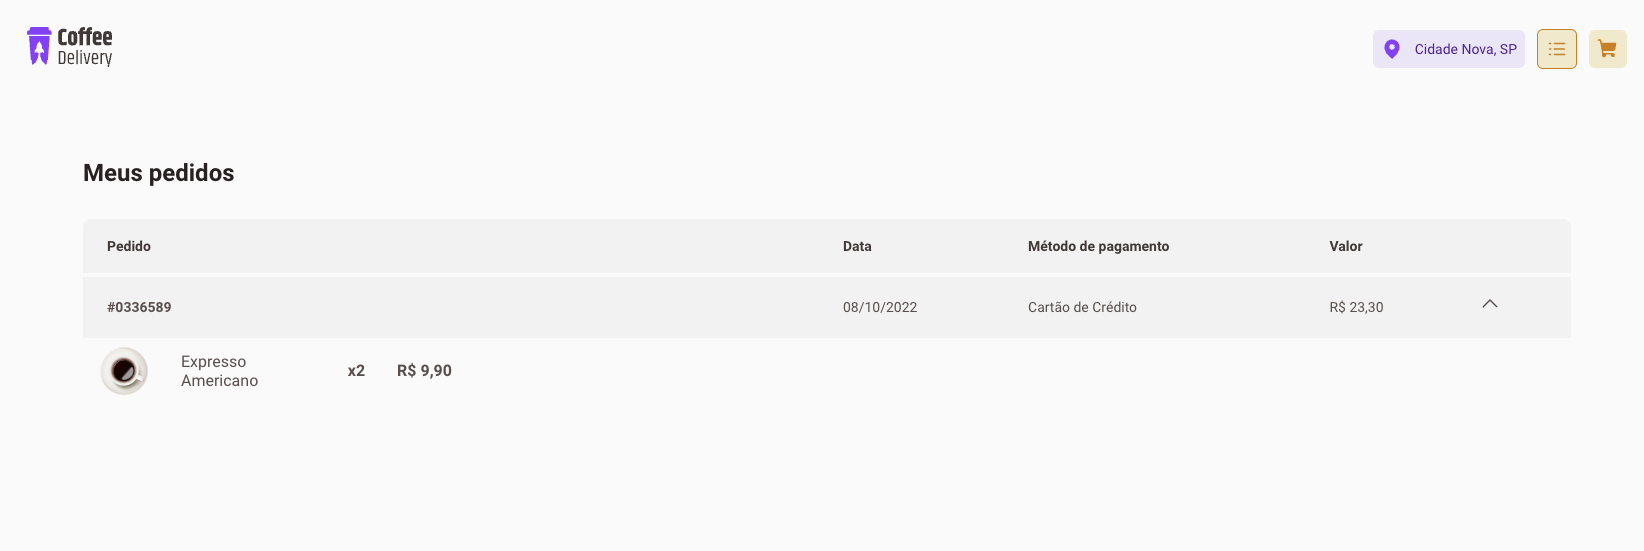 Coffee
Delivery
Cidade Nova, SP
Meus pedidos
Pedido Data Método de pagamento Valor
#0336589 08/10/2022 Cartão de Crédito R$ 23,30
Expresso
Americano
x2 R$ 9,90